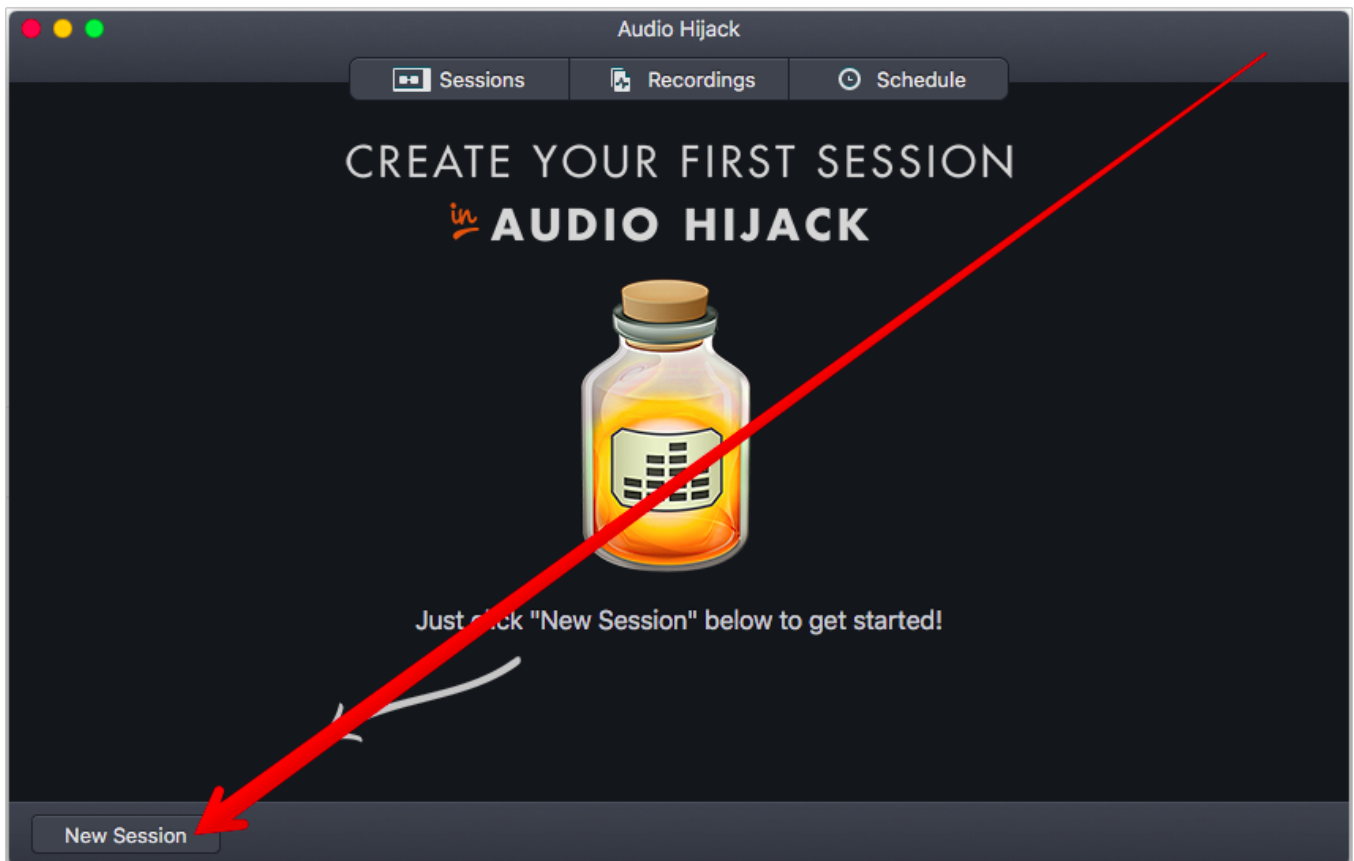 Audio Hijack
Sessions Recordings Schedule
CREATE YOUR FIRST SESSION
in AUDIO HIJACK
Just click "New Session" below to get started!
New Session